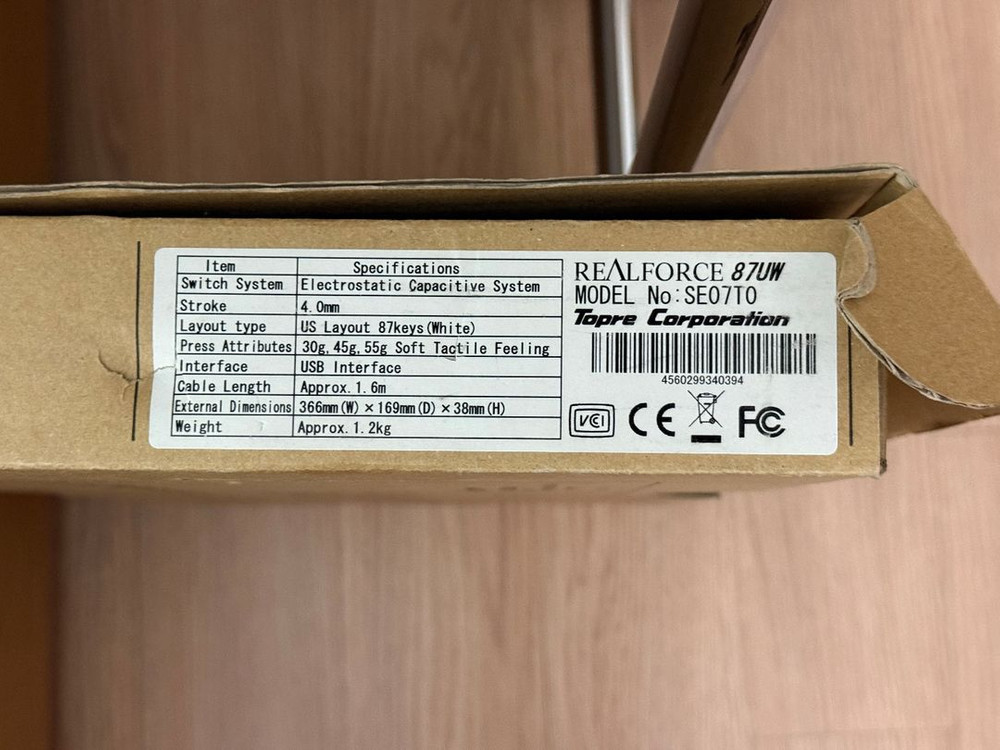 Item Specifications
Switch System Electrostatic Capacitive System
Stroke 4.0mm
Layout type US Layout 87keys(White)
Press Attributes 30g,45g,55g Soft Tactile Feeling
Interface USB Interface
Cable Length Approx.1.6m
External Dimensions 366mm(W)×169mm(D)×38mm(H)
Weight Approx.1.2kg
REALFORCE 87UW
MODEL No:SE07T0
Topre Corporation
4560299340394
VCI CE FC